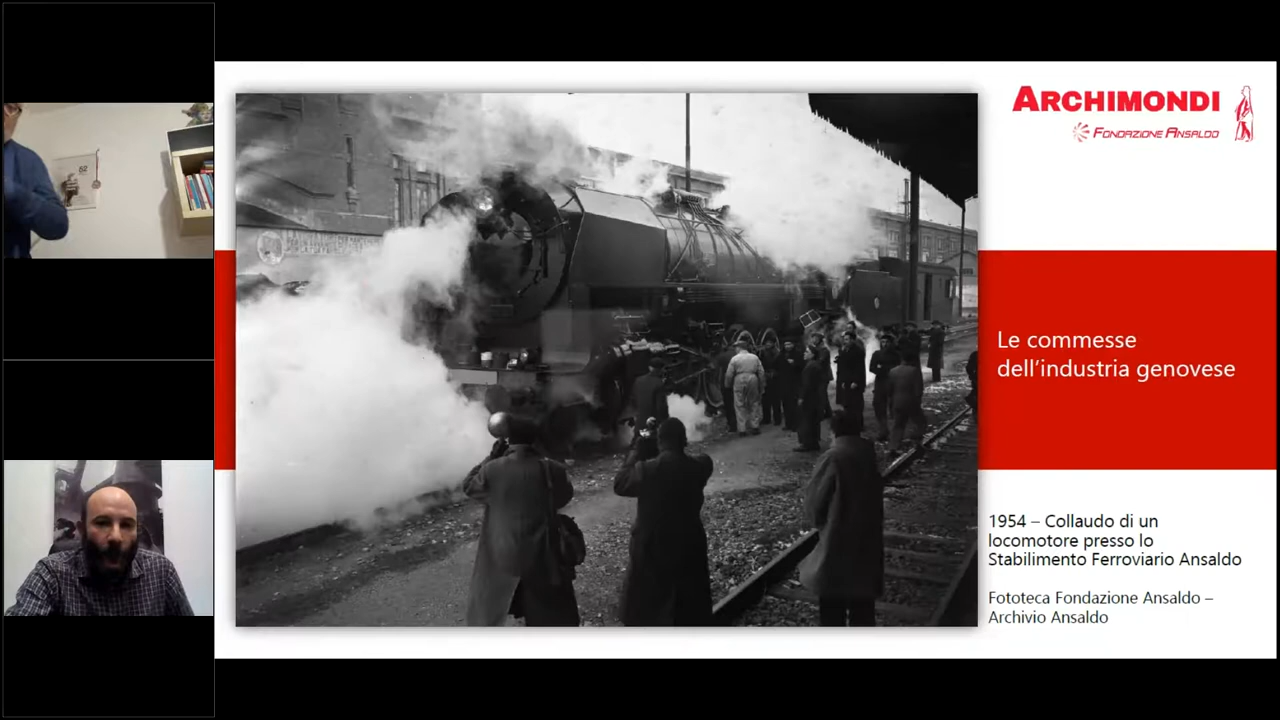 ARCHIMONDI
FONDAZIONE ANSALDO
Le commesse
dell'industria genovese
1954 – Collaudo di un
locomotore presso lo
Stabilimento Ferroviario Ansaldo
Fototeca Fondazione Ansaldo –
Archivio Ansaldo
62